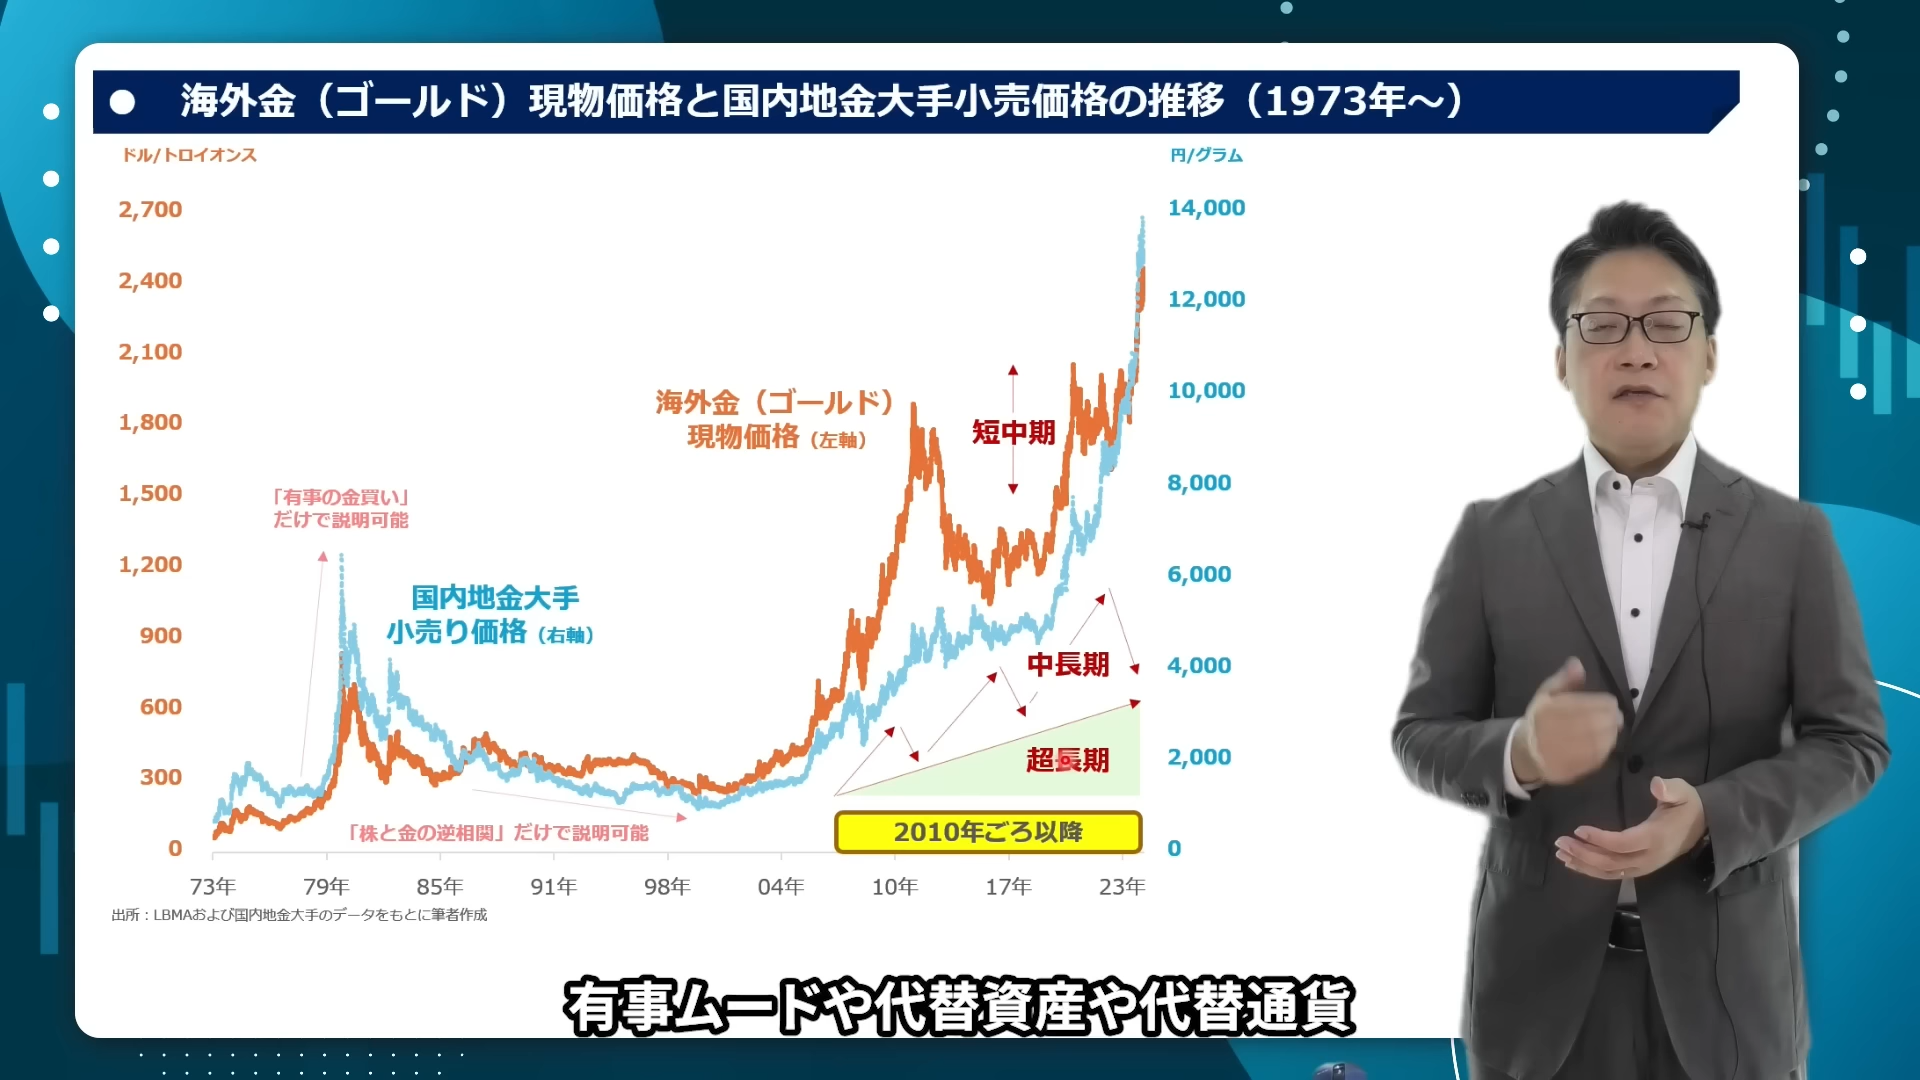 海外金（ゴールド）現物価格と国内地金大手小売価格の推移（1973年～）
ドル/トロイオンス
円/グラム
2,700
2,400
2,100
1,800
1,500
1,200
900
600
300
0
14,000
12,000
10,000
8,000
6,000
4,000
2,000
0
海外金（ゴールド）
現物価格（左軸）
短中期
「有事の金買い」
だけで説明可能
国内地金大手
小売り価格（右軸）
中長期
超長期
「株と金の逆相関」だけで説明可能
2010年ごろ以降
73年
79年
85年
91年
98年
04年
10年
17年
23年
出所：LBMAおよび国内地金大手のデータをもとに筆者作成
有事ムードや代替資産や代替通貨